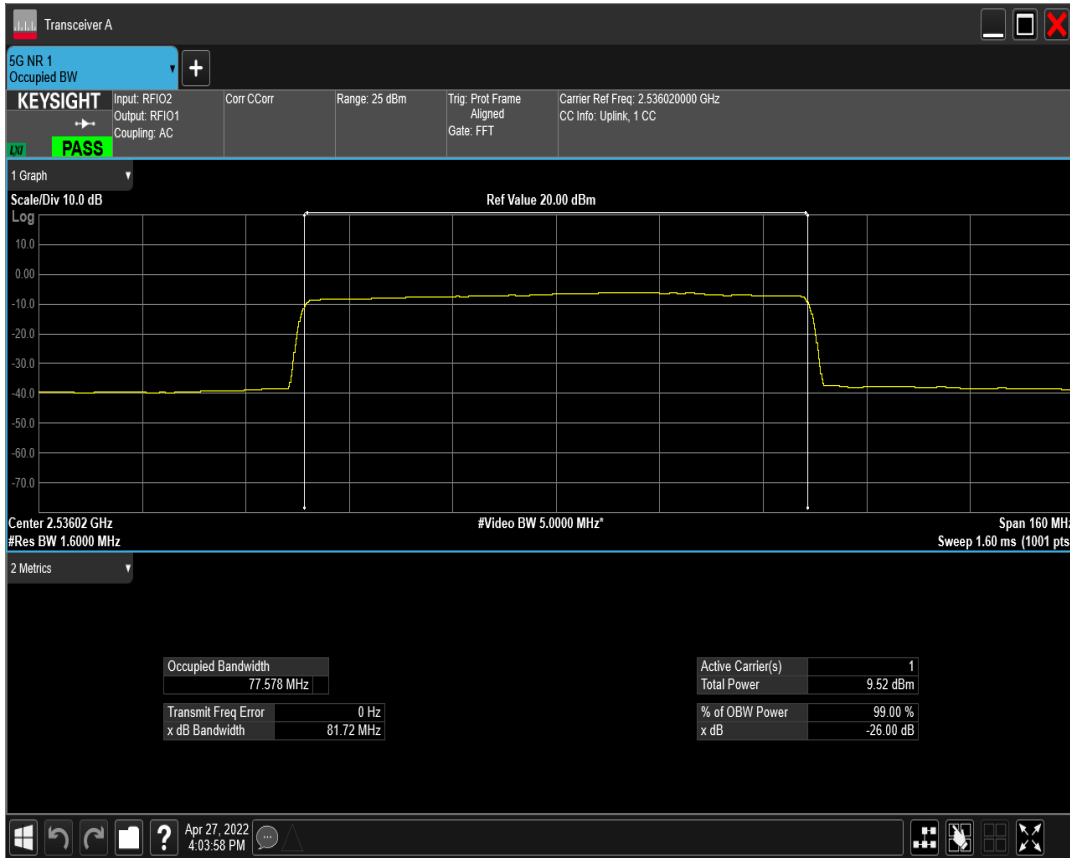 Transceiver A
5G NR 1
Occupied BW
KEYSIGHT
LXI
PASS
Input: RFIO2
Output: RFIO1
Coupling: AC
Corr CCorr
Range: 25 dBm
Trig: Prot Frame
Aligned
Gate: FFT
Carrier Ref Freq: 2.536020000 GHz
CC Info: Uplink, 1 CC
1 Graph
Scale/Div 10.0 dB
Ref Value 20.00 dBm
Log
10.0
0.00
-10.0
-20.0
-30.0
-40.0
-50.0
-60.0
-70.0
Center 2.53602 GHz
#Video BW 5.0000 MHz*
Span 160 MHz
#Res BW 1.6000 MHz
Sweep 1.60 ms (1001 pts
2 Metrics
Occupied Bandwidth
77.578 MHz
Transmit Freq Error 0 Hz
x dB Bandwidth 81.72 MHz
Active Carrier(s) 1
Total Power 9.52 dBm
% of OBW Power 99.00 %
x dB -26.00 dB
?
Apr 27, 2022
4:03:58 PM